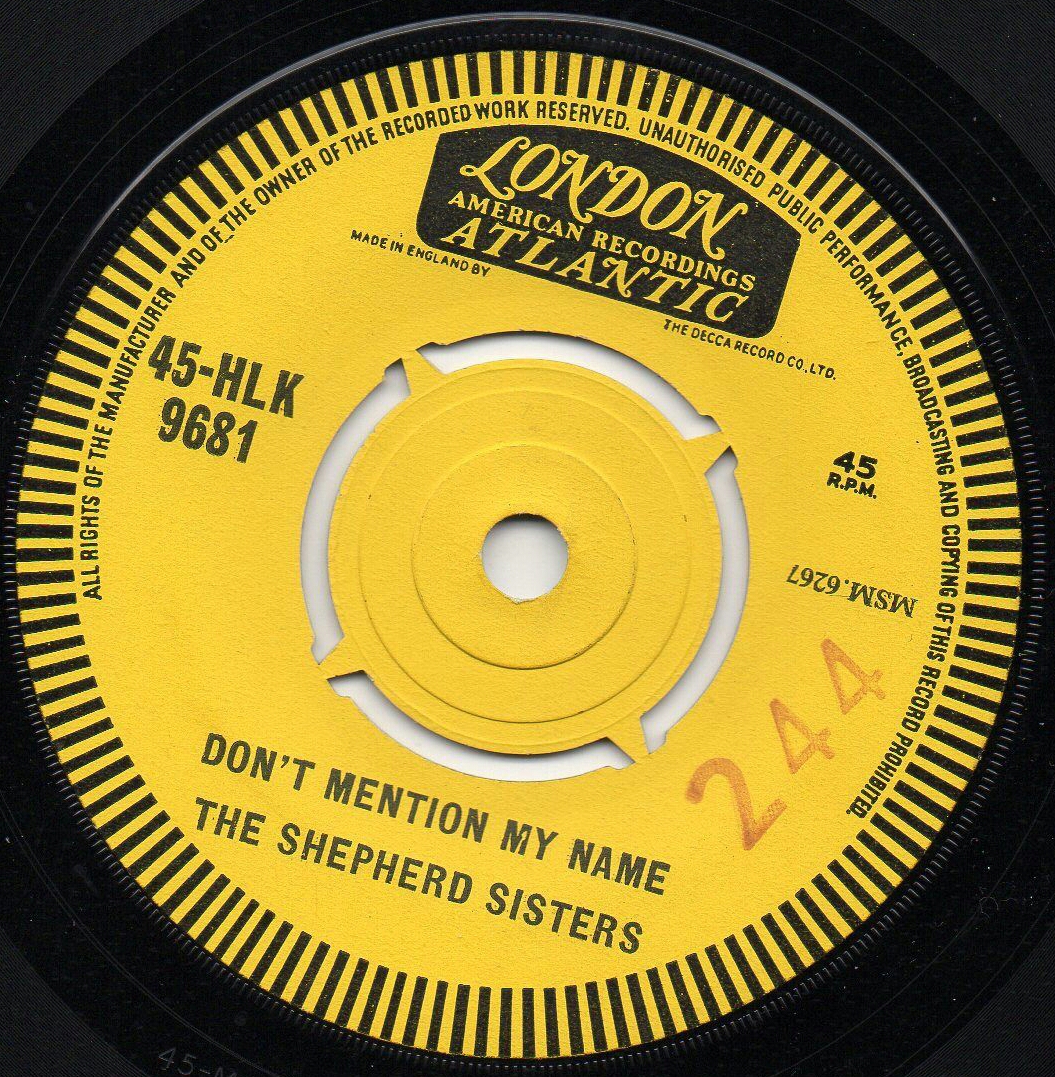 ALL RIGHTS OF THE MANUFACTURER AND OF THE OWNER OF THE RECORDED WORK RESERVED. UNAUTHORISED PUBLIC PERFORMANCE, BROADCASTING AND COPYING OF THIS RECORD PROHIBITED.
LONDON
AMERICAN RECORDINGS
ATLANTIC
MADE IN ENGLAND BY
THE DECCA RECORD CO., LTD.
45-HLK
9681
45
R.P.M.
MSM.6267
244
DON'T MENTION MY NAME
THE SHEPHERD SISTERS